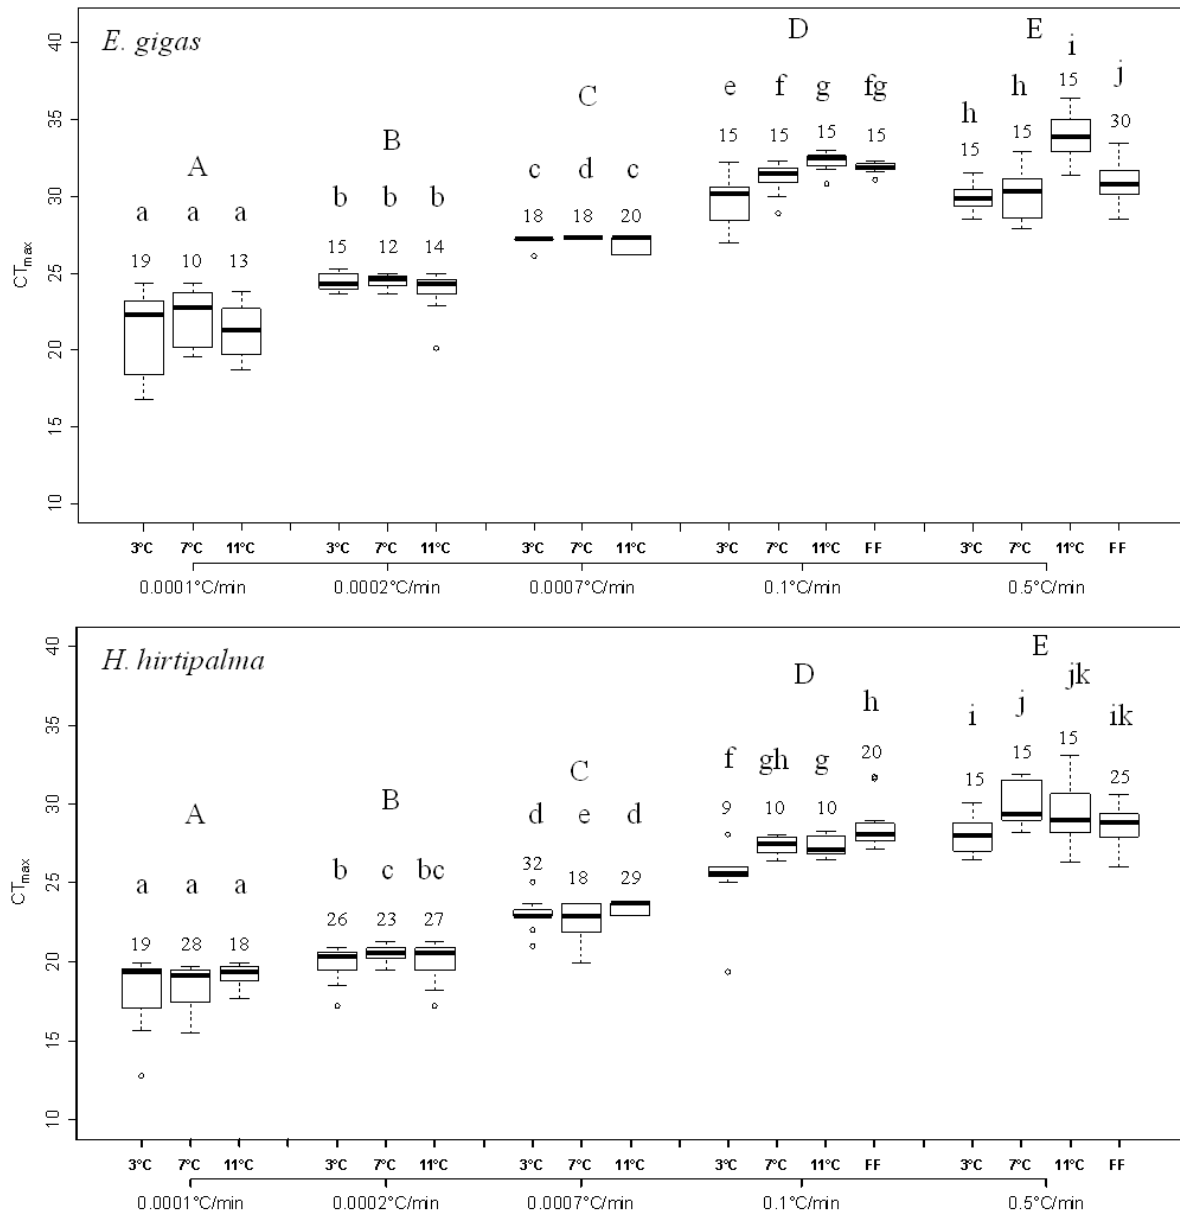 E. gigas
D
E
i
e f g fg
h
h
j
15 15 15 15
15
15
15
30
C
c d c
18 18 20
B
b b b
15 12 14
A
a a a
19 10 13
CTmax
40
35
30
25
20
15
10
3°C 7°C 11°C 3°C 7°C 11°C 3°C 7°C 11°C 3°C 7°C 11°C FF 3°C 7°C 11°C FF
0.0001°C/min 0.0002°C/min 0.0007°C/min 0.1°C/min 0.5°C/min
H. hirtipalma
E
D
i
j
jk
ik
15
15
15
25
f
gh
g
h
9
10
10
20
C
d e d
32 18 29
B
b c bc
26 23 27
A
a a a
19 28 18
CTmax
40
35
30
25
20
15
10
3°C 7°C 11°C 3°C 7°C 11°C 3°C 7°C 11°C 3°C 7°C 11°C FF 3°C 7°C 11°C FF
0.0001°C/min 0.0002°C/min 0.0007°C/min 0.1°C/min 0.5°C/min